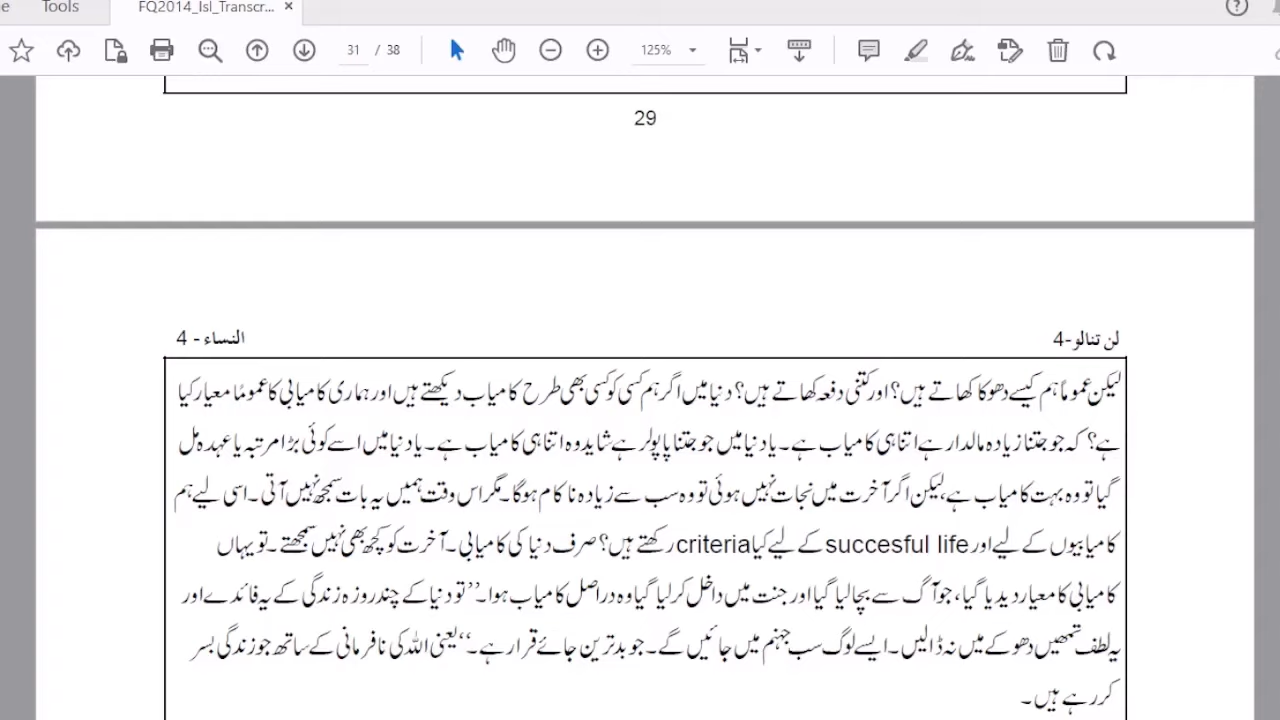 e Tools FQ2014_Isl_Transcr... ×
31 / 38 125%
29
لن تنالو-4 النساء - 4
لیکن عموماً ہم کیسے دھوکا کھاتے ہیں؟ اور کتنی دفعہ کھاتے ہیں؟ دنیا میں اگر ہم کسی کو کسی بھی طرح کامیاب دیکھتے ہیں اور ہماری کامیابی کا عموماً معیار کیا
ہے؟ کہ جو جتنا زیادہ مالدار ہے اتنا ہی کامیاب ہے۔ یا دنیا میں جو جتنا پاپولر ہے شاید وہ اتنا ہی کامیاب ہے۔ یا دنیا میں اسے کوئی بڑا مرتبہ یا عہدہ مل
گیا تو وہ بہت کامیاب ہے، لیکن اگر آخرت میں نجات نہیں ہوئی تو وہ سب سے زیادہ ناکام ہوگا۔ مگر اس وقت ہمیں یہ بات سمجھ نہیں آتی۔ اسی لیے ہم
کامیابیوں کے لیے اور succesful life کے لیے کیا criteria رکھتے ہیں؟ صرف دنیا کی کامیابی۔ آخرت کو کچھ بھی نہیں سمجھتے۔ تو یہاں
کامیابی کا معیار دیدیا گیا، جو آگ سے بچا لیا گیا اور جنت میں داخل کر لیا گیا وہ دراصل کامیاب ہوا۔ ’’تو دنیا کے چند روزہ زندگی کے یہ فائدے اور
یہ لطف تمھیں دھوکے میں نہ ڈالیں۔ ایسے لوگ سب جہنم میں جائیں گے۔ جو بدترین جائے قرار ہے۔‘‘ یعنی اللہ کی نافرمانی کے ساتھ جو زندگی بسر
کر رہے ہیں۔